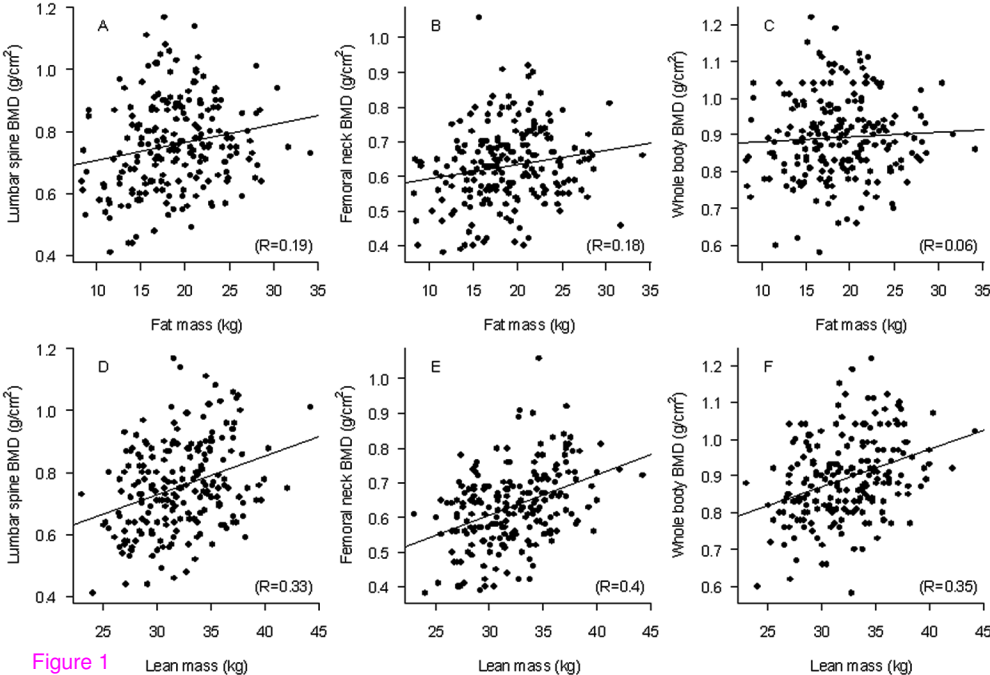 A
B
C
1.2
1.0
0.8
0.6
0.4
Lumbar spine BMD (g/cm²)
10 15 20 25 30 35
Fat mass (kg)
(R=0.19)
1.0
0.9
0.8
0.7
0.6
0.5
0.4
Femoral neck BMD (g/cm²)
10 15 20 25 30 35
Fat mass (kg)
(R=0.18)
1.2
1.1
1.0
0.9
0.8
0.7
0.6
Whole body BMD (g/cm²)
10 15 20 25 30 35
Fat mass (kg)
(R=0.06)
D
E
F
1.2
1.0
0.8
0.6
0.4
Lumbar spine BMD (g/cm²)
25 30 35 40 45
Lean mass (kg)
(R=0.33)
1.0
0.9
0.8
0.7
0.6
0.5
0.4
Femoral neck BMD (g/cm²)
25 30 35 40 45
Lean mass (kg)
(R=0.4)
1.2
1.1
1.0
0.9
0.8
0.7
0.6
Whole body BMD (g/cm²)
25 30 35 40 45
Lean mass (kg)
(R=0.35)
Figure 1